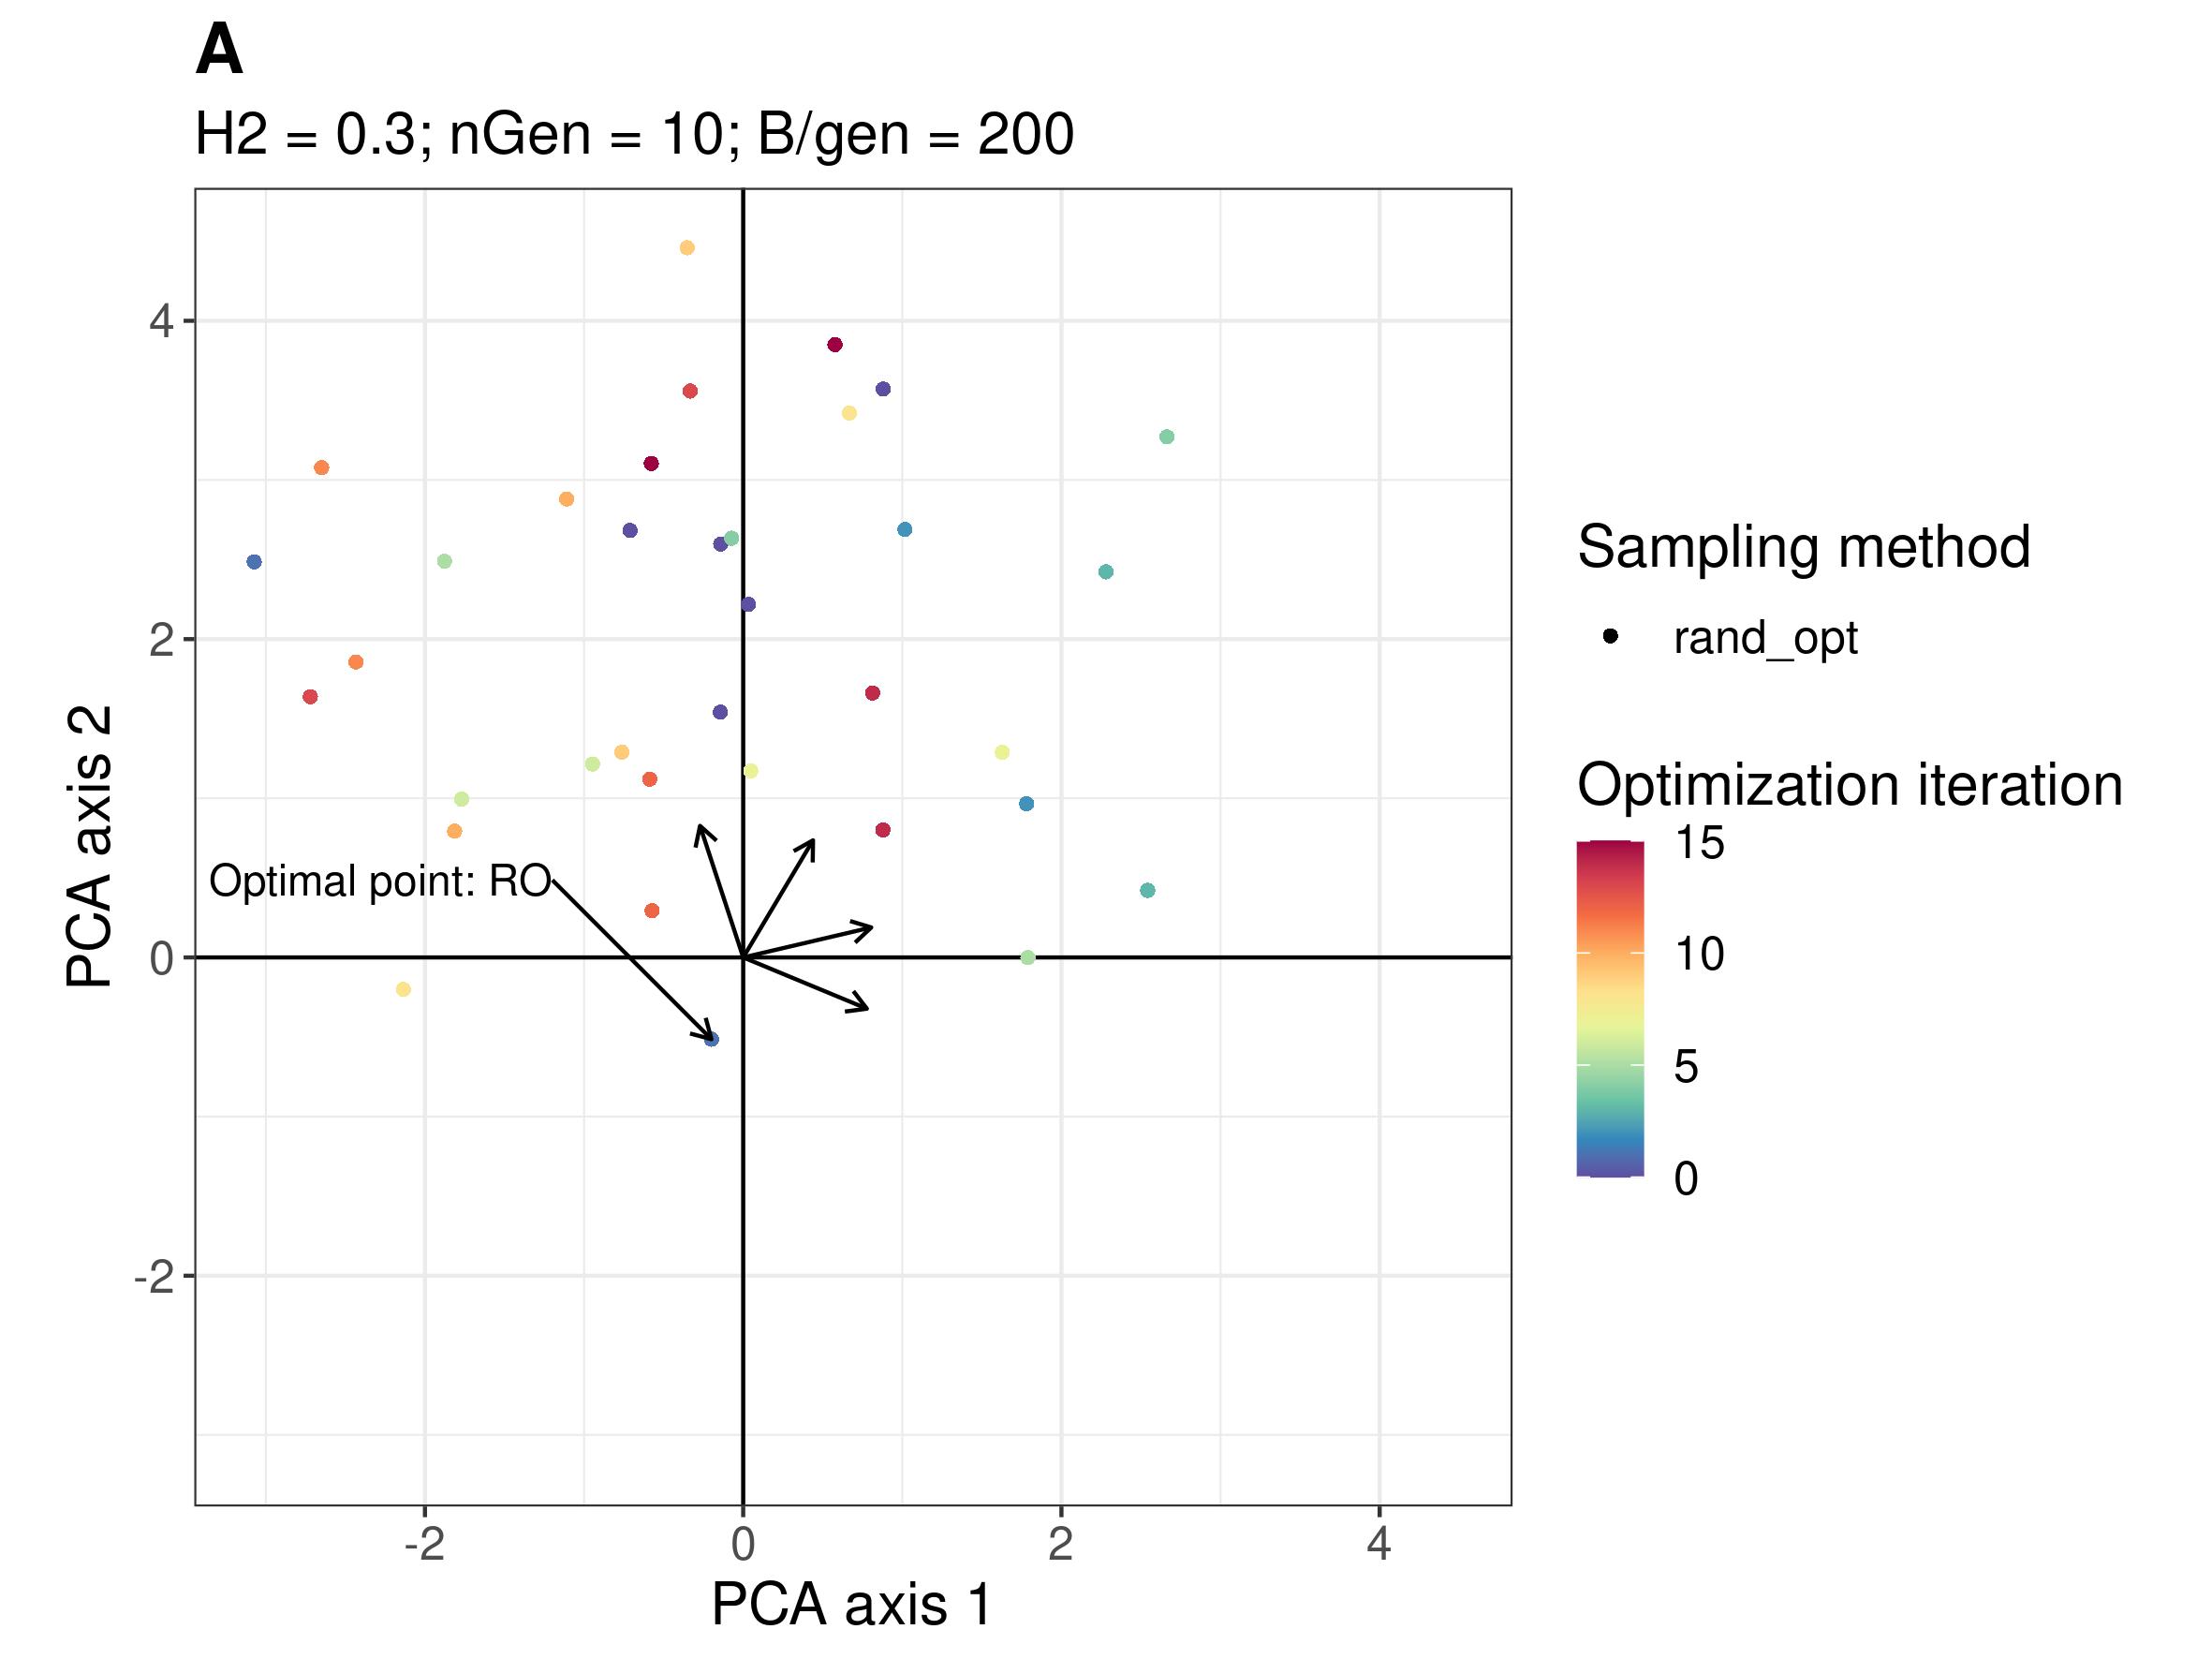 A
H2 = 0.3; nGen = 10; B/gen = 200
PCA axis 2
4
2
0
-2
Optimal point: RO
-2
0
2
4
PCA axis 1
Sampling method
rand_opt
Optimization iteration
15
10
5
0